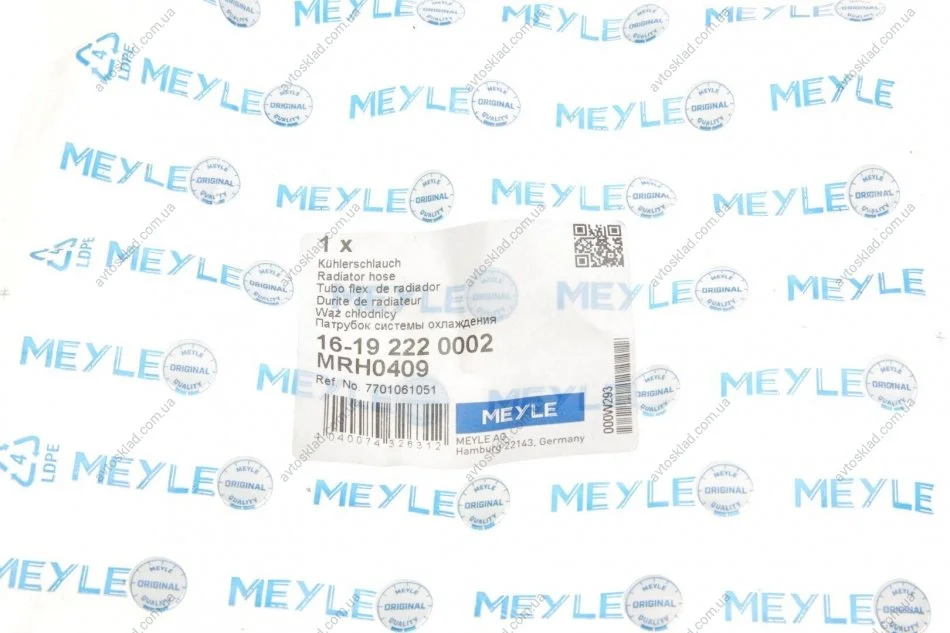 1 x
Kühlerschlauch
Radiator hose
Tubo flex. de radiador
Durite de radiateur
Wąż chłodnicy
Патрубок системы охлаждения
16-19 222 0002
MRH0409
Ref. No. 7701061051
MEYLE
MEYLE AG
Hamburg 22143, Germany
000W293
4 LDPE
MEYLE
MEYLE ORIGINAL QUALITY
avtosklad.com.ua